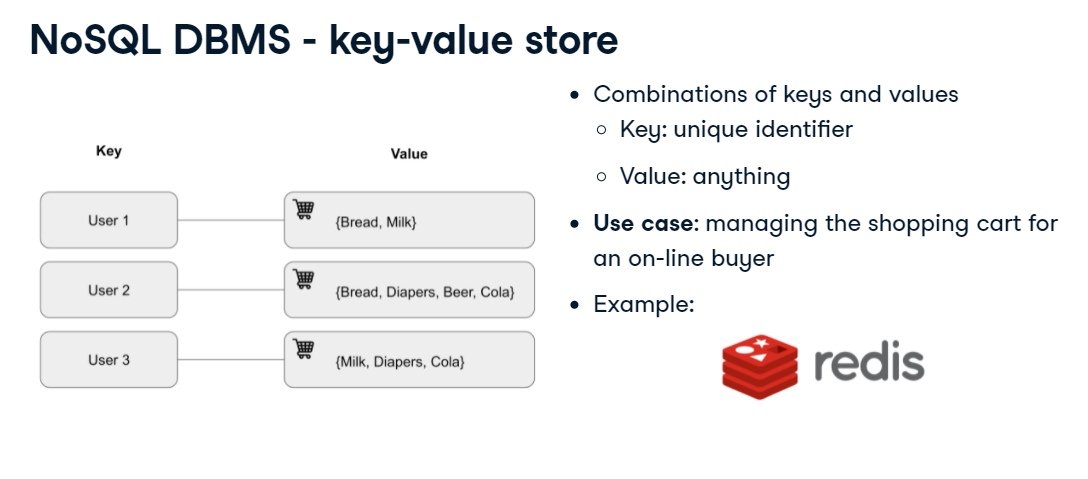 NoSQL DBMS - key-value store
Key
Value
User 1
{Bread, Milk}
User 2
{Bread, Diapers, Beer, Cola}
User 3
{Milk, Diapers, Cola}
Combinations of keys and values
Key: unique identifier
Value: anything
Use case: managing the shopping cart for
an on-line buyer
Example:
redis